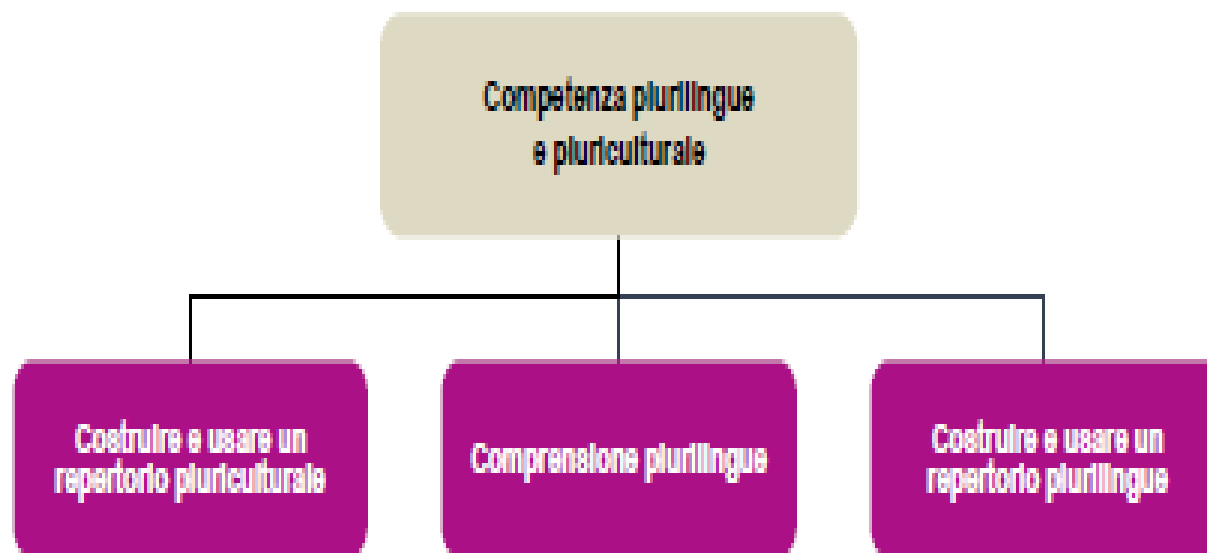 Competenza plurilingue
e pluriculturale
Costruire e usare un
repertorio pluriculturale
Comprensione plurilingue
Costruire e usare un
repertorio plurilingue